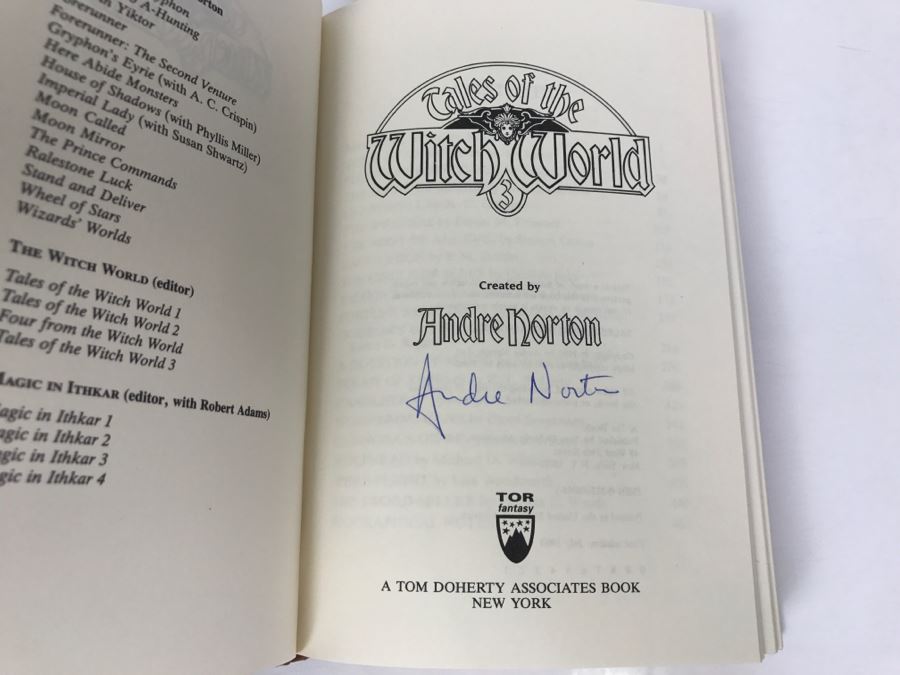 Norton
Gryphon
A-Hunting
Yiktor
Forerunner
Forerunner: The Second Venture
Gryphon's Eyrie (with A. C. Crispin)
Here Abide Monsters
House of Shadows (with Phyllis Miller)
Imperial Lady (with Susan Shwartz)
Moon Called
Moon Mirror
The Prince Commands
Ralestone Luck
Stand and Deliver
Wheel of Stars
Wizards' Worlds
THE WITCH WORLD (editor)
Tales of the Witch World 1
Tales of the Witch World 2
Four from the Witch World
Tales of the Witch World 3
MAGIC IN ITHKAR (editor, with Robert Adams)
Magic in Ithkar 1
Magic in Ithkar 2
Magic in Ithkar 3
Magic in Ithkar 4
Tales of the
Witch World
3
Created by
Andre Norton
Andre Norton
TOR
fantasy
A TOM DOHERTY ASSOCIATES BOOK
NEW YORK